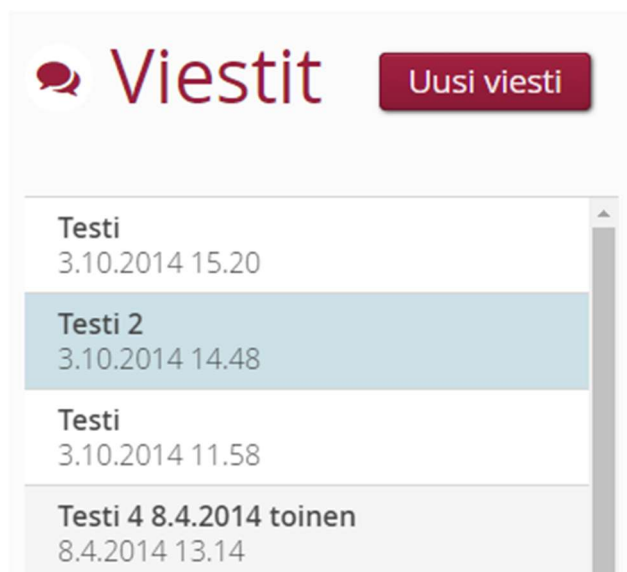 Viestit
Uusi viesti
Testi
3.10.2014 15.20
Testi 2
3.10.2014 14.48
Testi
3.10.2014 11.58
Testi 4 8.4.2014 toinen
8.4.2014 13.14